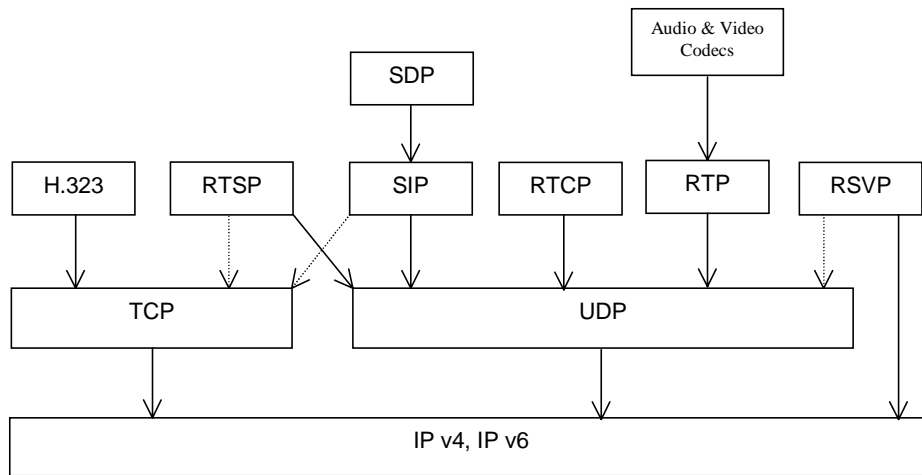 Audio & Video
Codecs
SDP
H.323
RTSP
SIP
RTCP
RTP
RSVP
TCP
UDP
IP v4, IP v6